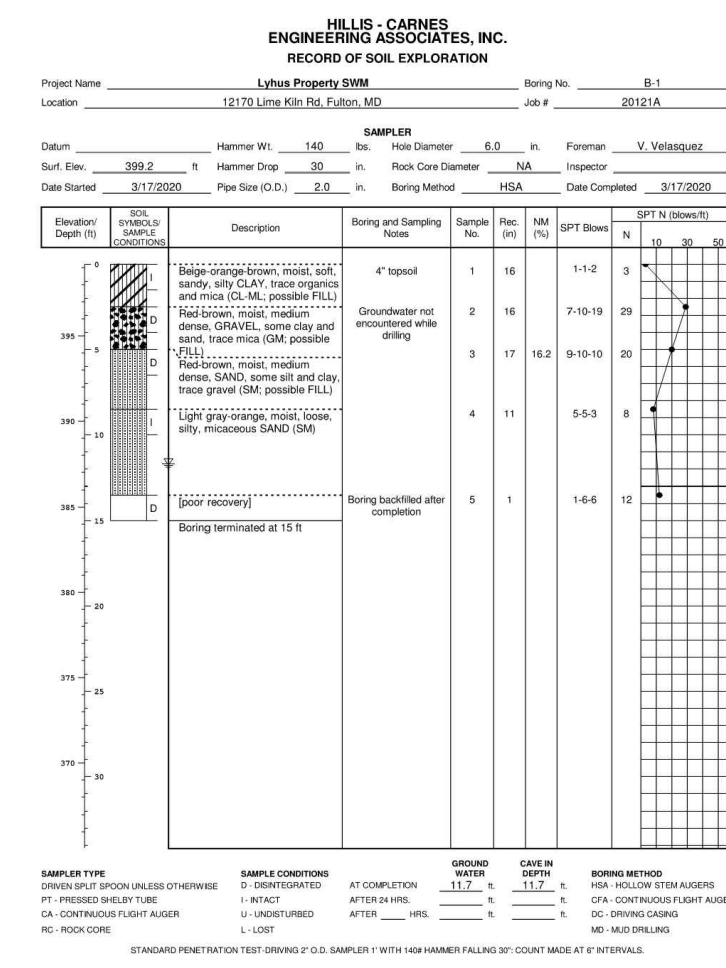 HILLIS - CARNES
ENGINEERING ASSOCIATES, INC.
RECORD OF SOIL EXPLORATION
Project Name Lyhus Property SWM Boring No. B-1
Location 12170 Lime Kiln Rd, Fulton, MD Job # 20121A
SAMPLER
Datum Hammer Wt. 140 lbs. Hole Diameter 6.0 in. Foreman V. Velasquez
Surf. Elev. 399.2 ft Hammer Drop 30 in. Rock Core Diameter NA Inspector
Date Started 3/17/2020 Pipe Size (O.D.) 2.0 in. Boring Method HSA Date Completed 3/17/2020
Elevation/
Depth (ft)
SOIL
SYMBOLS/
SAMPLE
CONDITIONS
Description
Boring and Sampling
Notes
Sample
No.
Rec.
(in)
NM
(%)
SPT Blows
SPT N (blows/ft)
N
10 30 50
0
I
Beige-orange-brown, moist, soft,
sandy, silty CLAY, trace organics
and mica (CL-ML; possible FILL)
4" topsoil
1 16 1-1-2 3
D
Red-brown, moist, medium
dense, GRAVEL, some clay and
sand, trace mica (GM; possible
FILL)
Groundwater not
encountered while
drilling
2 16 7-10-19 29
395
5
D
Red-brown, moist, medium
dense, SAND, some silt and clay,
trace gravel (SM; possible FILL)
3 17 16.2 9-10-10 20
390
I
Light gray-orange, moist, loose,
silty, micaceous SAND (SM)
4 11 5-5-3 8
10
385
D
[poor recovery]
Boring backfilled after
completion
5 1 1-6-6 12
15
Boring terminated at 15 ft
380
20
375
25
370
30
SAMPLER TYPE
DRIVEN SPLIT SPOON UNLESS OTHERWISE
PT - PRESSED SHELBY TUBE
CA - CONTINUOUS FLIGHT AUGER
RC - ROCK CORE
SAMPLE CONDITIONS
D - DISINTEGRATED
I - INTACT
U - UNDISTURBED
L - LOST
GROUND
WATER
CAVE IN
DEPTH
AT COMPLETION 11.7 ft. 11.7 ft.
AFTER 24 HRS. ft. ft.
AFTER HRS. ft. ft.
BORING METHOD
HSA - HOLLOW STEM AUGERS
CFA - CONTINUOUS FLIGHT AUGE
DC - DRIVING CASING
MD - MUD DRILLING
STANDARD PENETRATION TEST-DRIVING 2" O.D. SAMPLER 1' WITH 140# HAMMER FALLING 30": COUNT MADE AT 6" INTERVALS.